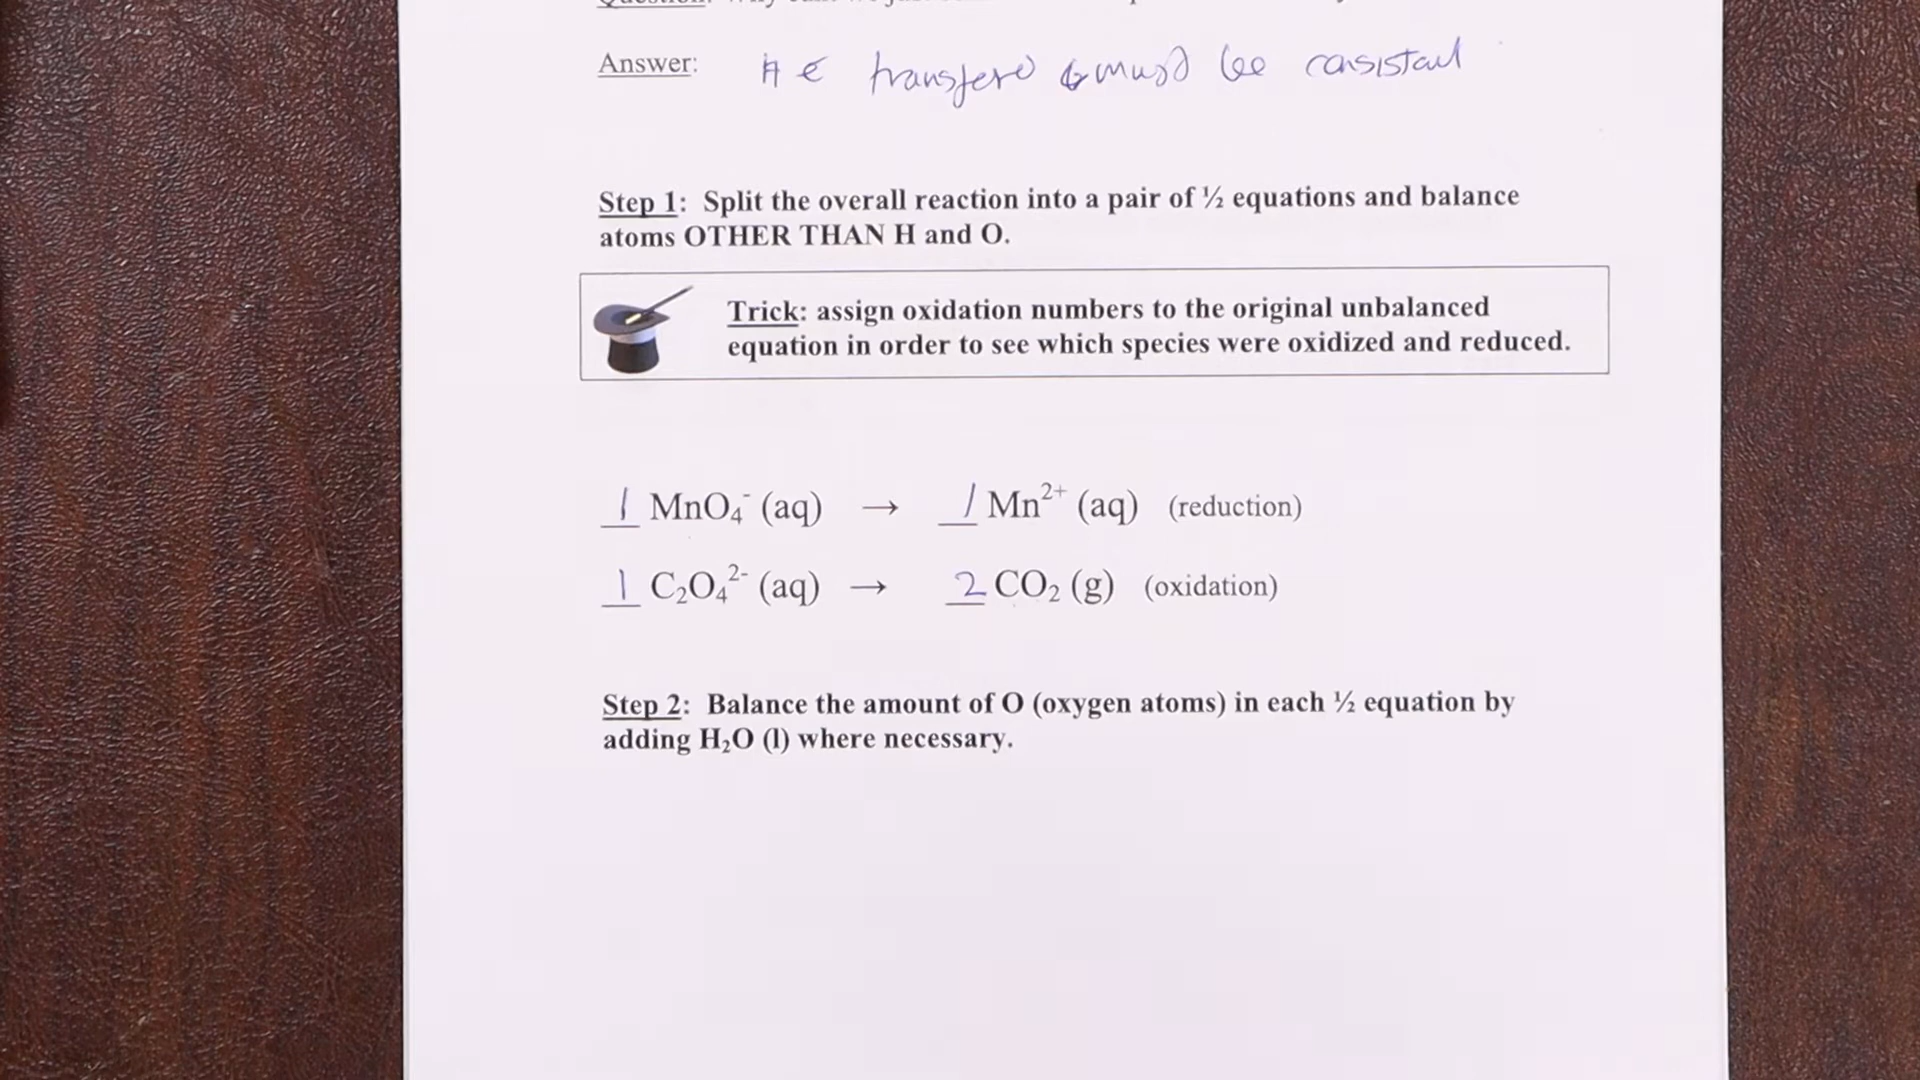 Answer: # e transfered must be consistant
Step 1: Split the overall reaction into a pair of ½ equations and balance
atoms OTHER THAN H and O.
Trick: assign oxidation numbers to the original unbalanced
equation in order to see which species were oxidized and reduced.
1 MnO₄⁻ (aq) → 1 Mn²⁺ (aq) (reduction)
1 C₂O₄²⁻ (aq) → 2 CO₂ (g) (oxidation)
Step 2: Balance the amount of O (oxygen atoms) in each ½ equation by
adding H₂O (l) where necessary.